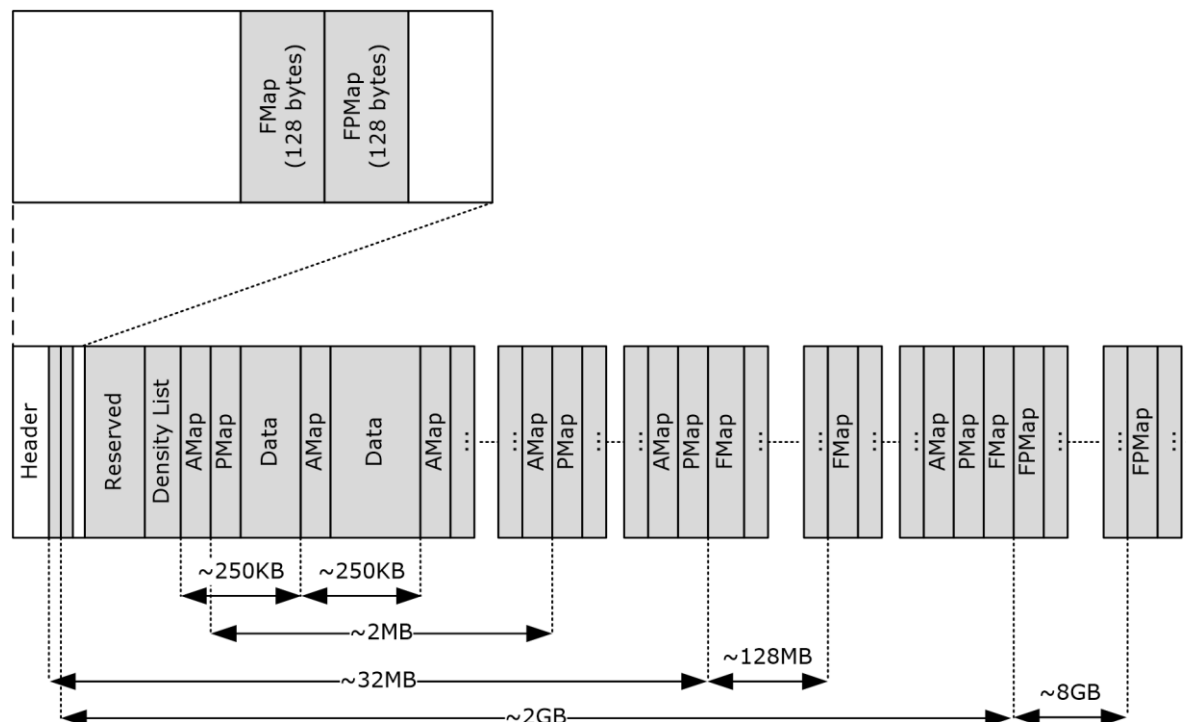 FMap
(128 bytes)
FPMap
(128 bytes)
Header
Reserved
Density List
AMap
PMap
Data
AMap
Data
AMap
...
...
AMap
PMap
...
...
AMap
PMap
FMap
...
...
FMap
...
...
AMap
PMap
FMap
FPMap
...
...
FPMap
...
~250KB
~250KB
~2MB
~128MB
~32MB
~8GB
~2GB